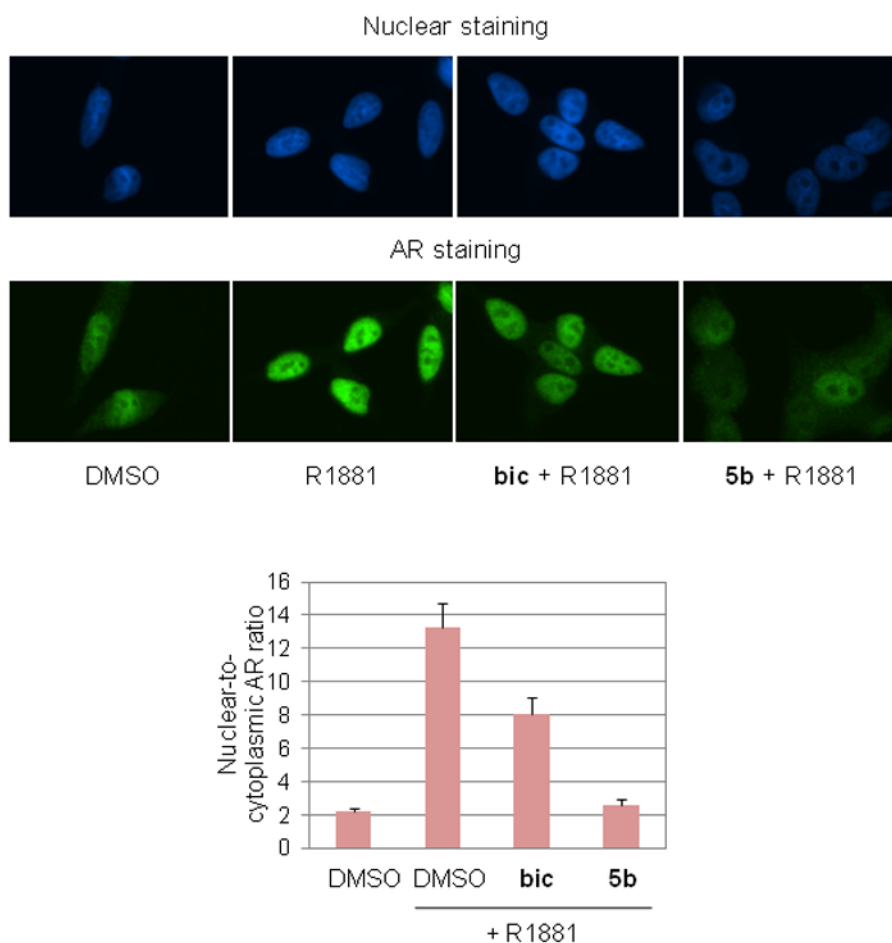 Nuclear staining
AR staining
DMSO R1881 bic + R1881 5b + R1881
Nuclear-to-
cytoplasmic AR ratio
16
14
12
10
8
6
4
2
0
DMSO DMSO bic 5b
+ R1881